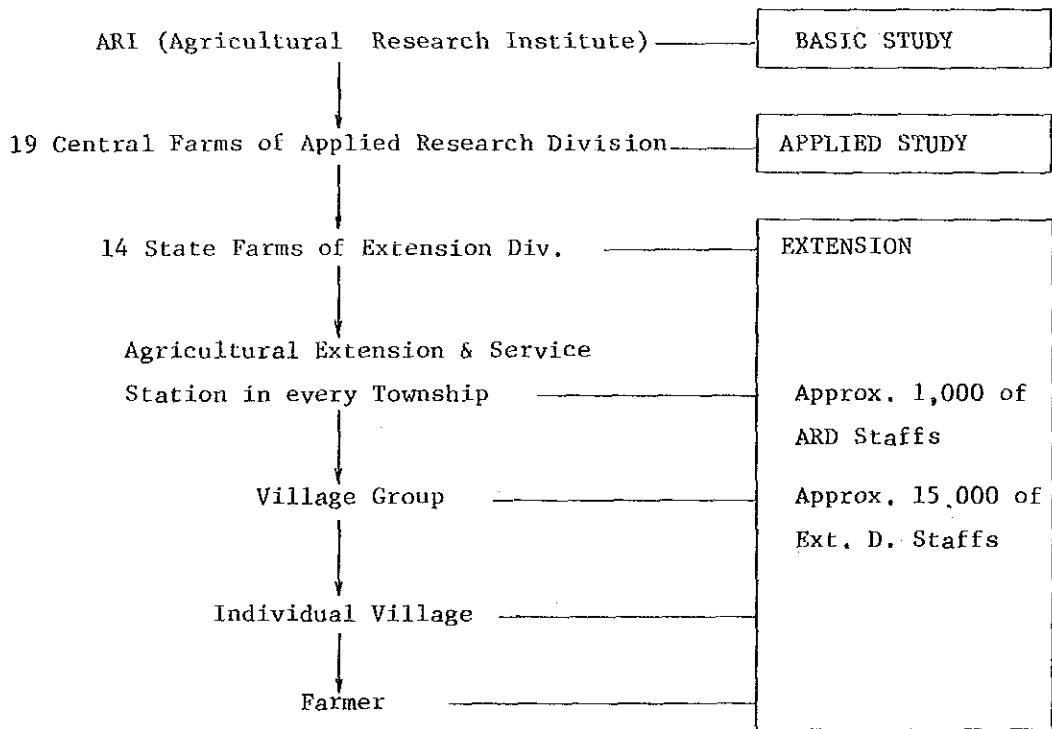 ARI (Agricultural Research Institute)
BASIC STUDY
19 Central Farms of Applied Research Division
APPLIED STUDY
14 State Farms of Extension Div.
EXTENSION
Agricultural Extension & Service
Station in every Township
Approx. 1,000 of
ARD Staffs
Village Group
Approx. 15,000 of
Ext. D. Staffs
Individual Village
Farmer